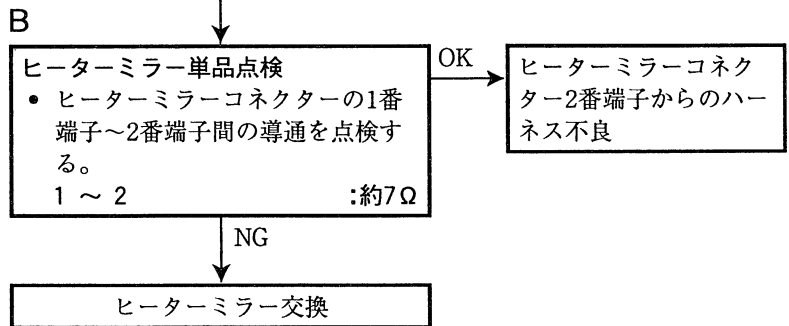 B
ヒーターミラー単品点検
• ヒーターミラーコネクターの1番
端子～2番端子間の導通を点検す
る。
1 ～ 2 :約7Ω
OK
ヒーターミラーコネク
ター2番端子からのハー
ネス不良
NG
ヒーターミラー交換